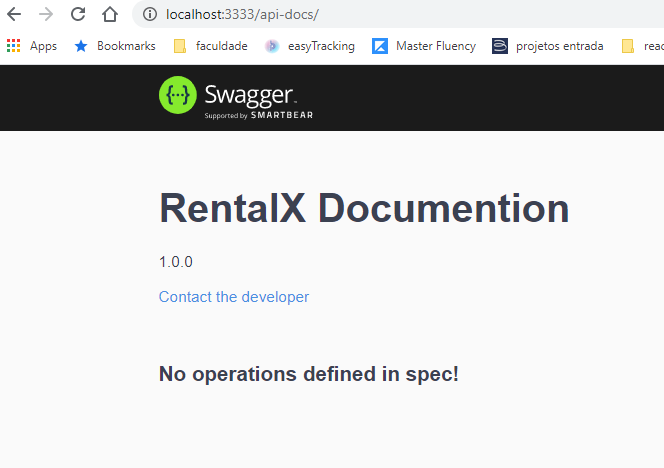 localhost:3333/api-docs/
Apps Bookmarks faculdade easyTracking Master Fluency projetos entrada reac
{···} Swagger™
Supported by SMARTBEAR
RentalX Documention
1.0.0
Contact the developer
No operations defined in spec!